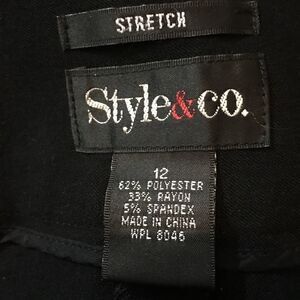 STRETCH
Style&co.
12
62% POLYESTER
33% RAYON
5% SPANDEX
MADE IN CHINA
WPL 8046